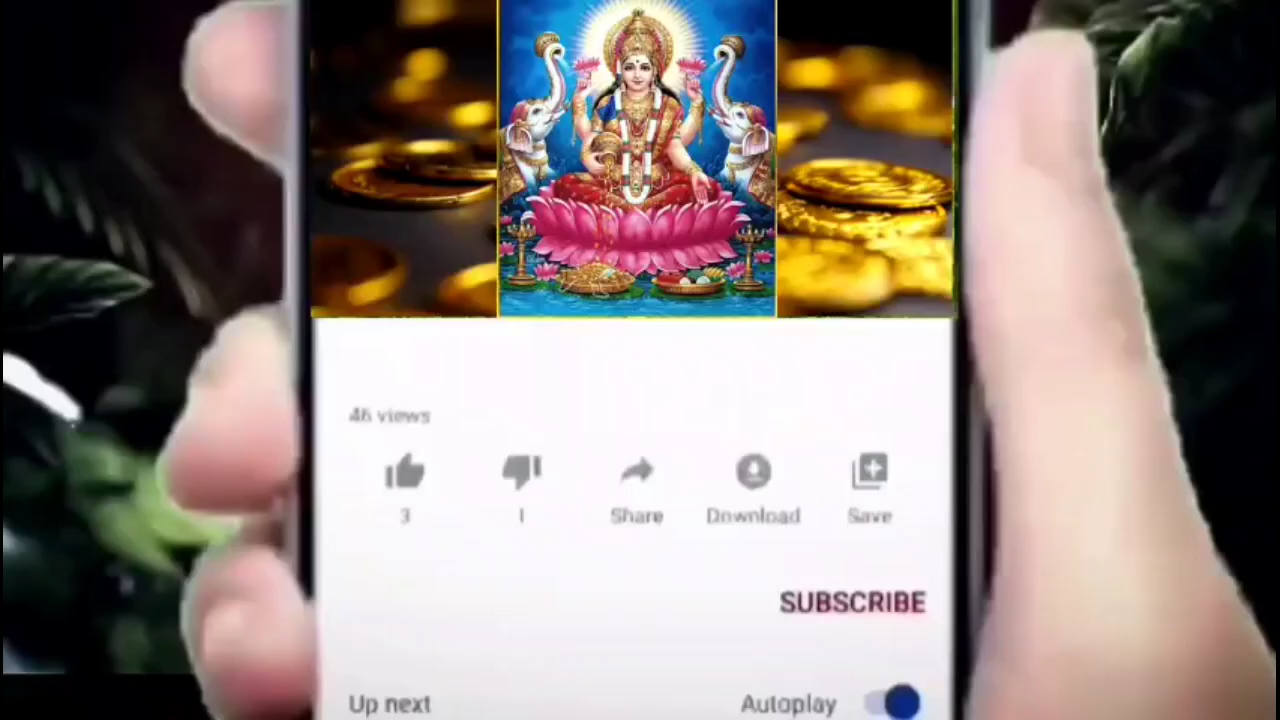 46 views
3
1
Share
Download
Save
SUBSCRIBE
Up next
Autoplay